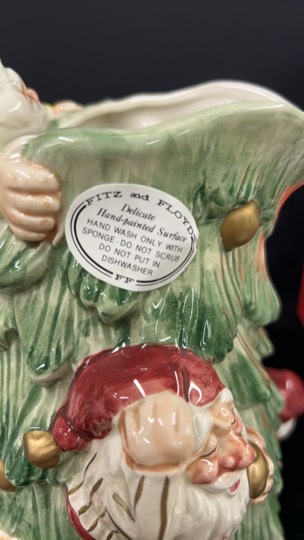 FITZ and FLOYD
Delicate
Hand-painted Surface
HAND WASH ONLY WITH
SPONGE. DO NOT SCRUB
DO NOT PUT IN
DISHWASHER
FF